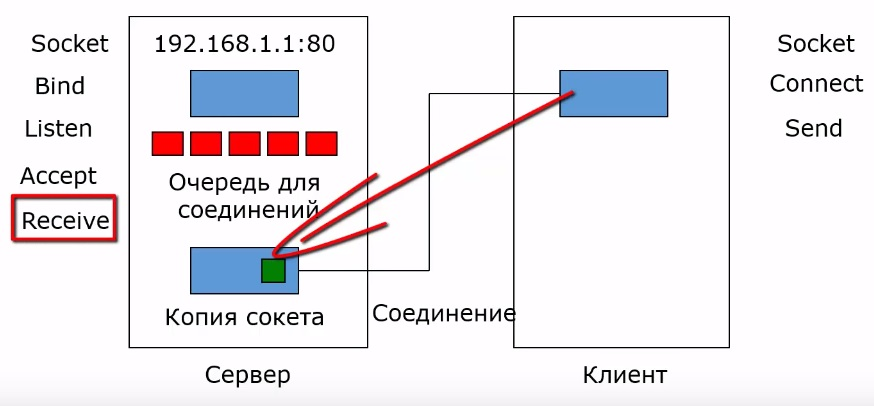 Socket
Bind
Listen
Accept
Receive
192.168.1.1:80
Очередь для
соединений
Копия сокета
Сервер
Соединение
Клиент
Socket
Connect
Send